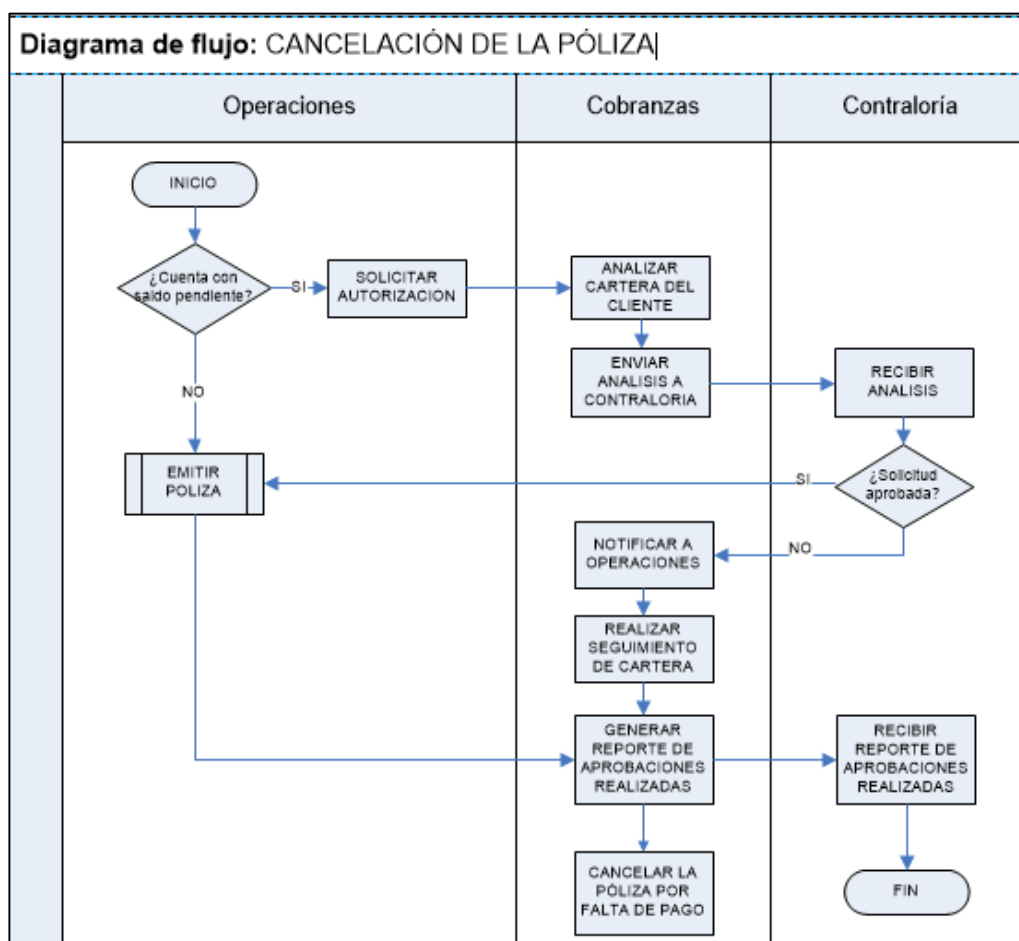 Diagrama de flujo: CANCELACIÓN DE LA PÓLIZA
Operaciones
Cobranzas
Contraloría
INICIO
¿Cuenta con
saldo pendiente?
SI
SOLICITAR
AUTORIZACION
ANALIZAR
CARTERA DEL
CLIENTE
ENVIAR
ANALISIS A
CONTRALORIA
RECIBIR
ANALISIS
NO
EMITIR
POLIZA
SI
¿Solicitud
aprobada?
NO
NOTIFICAR A
OPERACIONES
REALIZAR
SEGUIMIENTO
DE CARTERA
GENERAR
REPORTE DE
APROBACIONES
REALIZADAS
RECIBIR
REPORTE DE
APROBACIONES
REALIZADAS
CANCELAR LA
PÓLIZA POR
FALTA DE PAGO
FIN